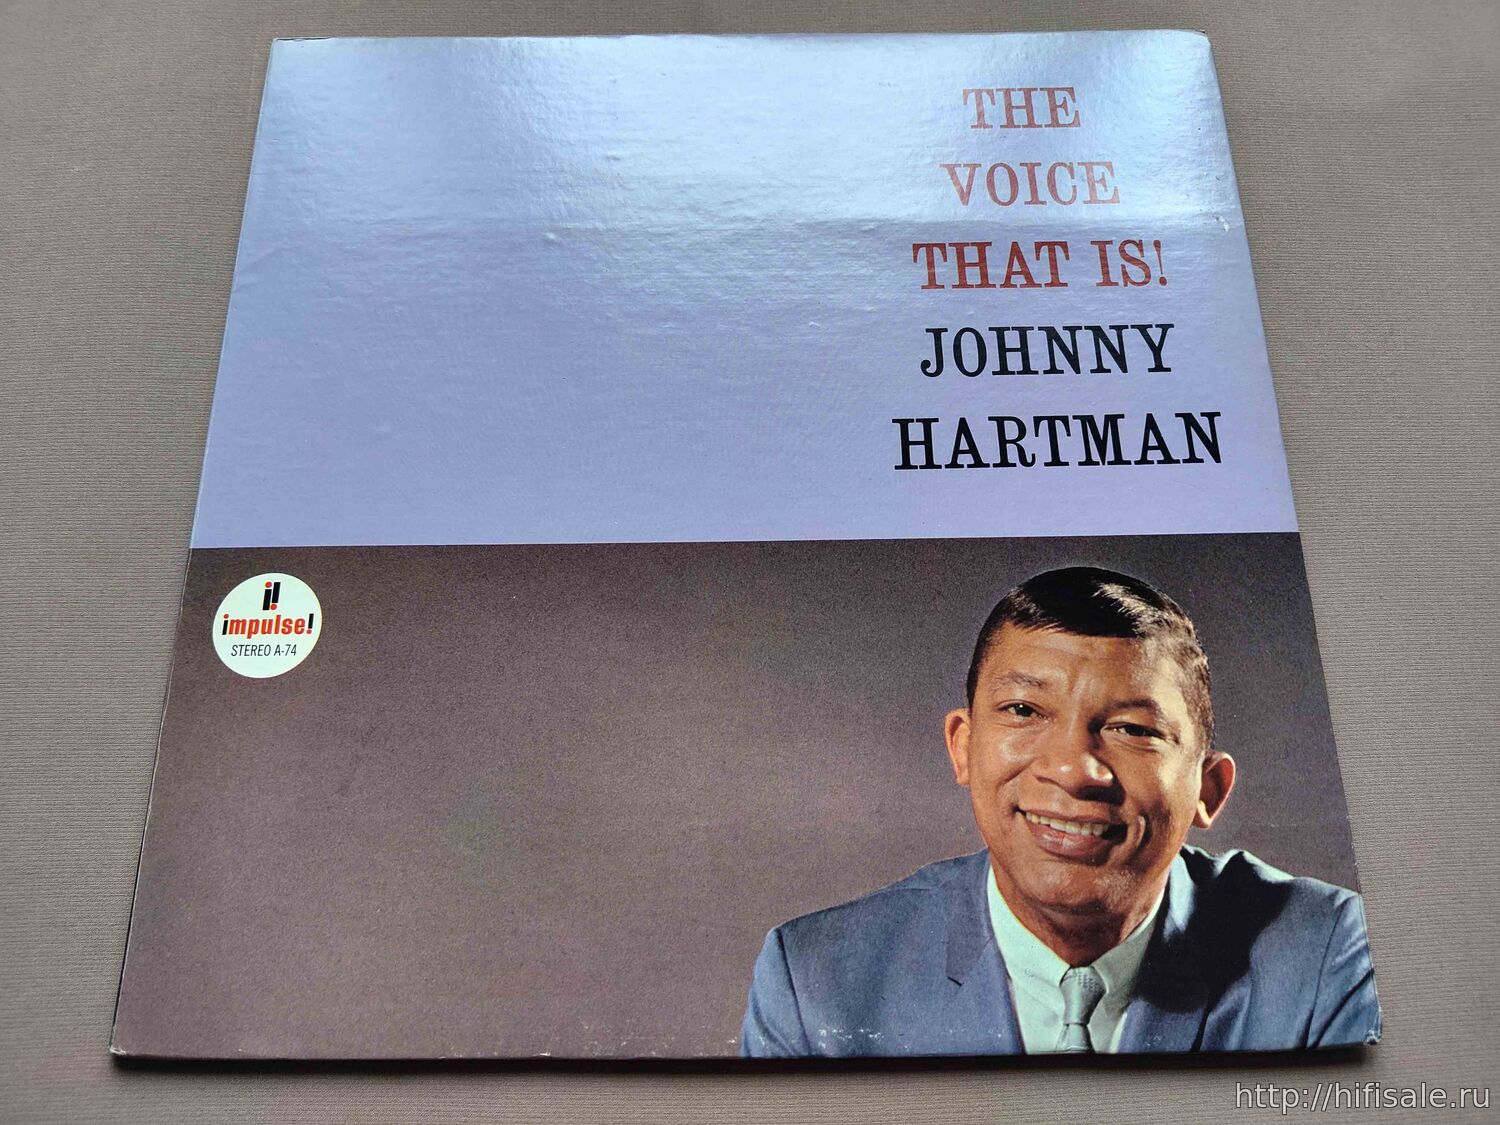 THE
VOICE
THAT IS!
JOHNNY
HARTMAN
i!
impulse!
STEREO A-74
http://hifisale.ru